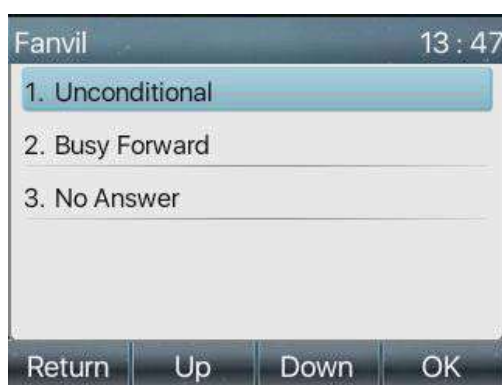 Fanvil 13 : 47
1. Unconditional
2. Busy Forward
3. No Answer
Return Up Down OK